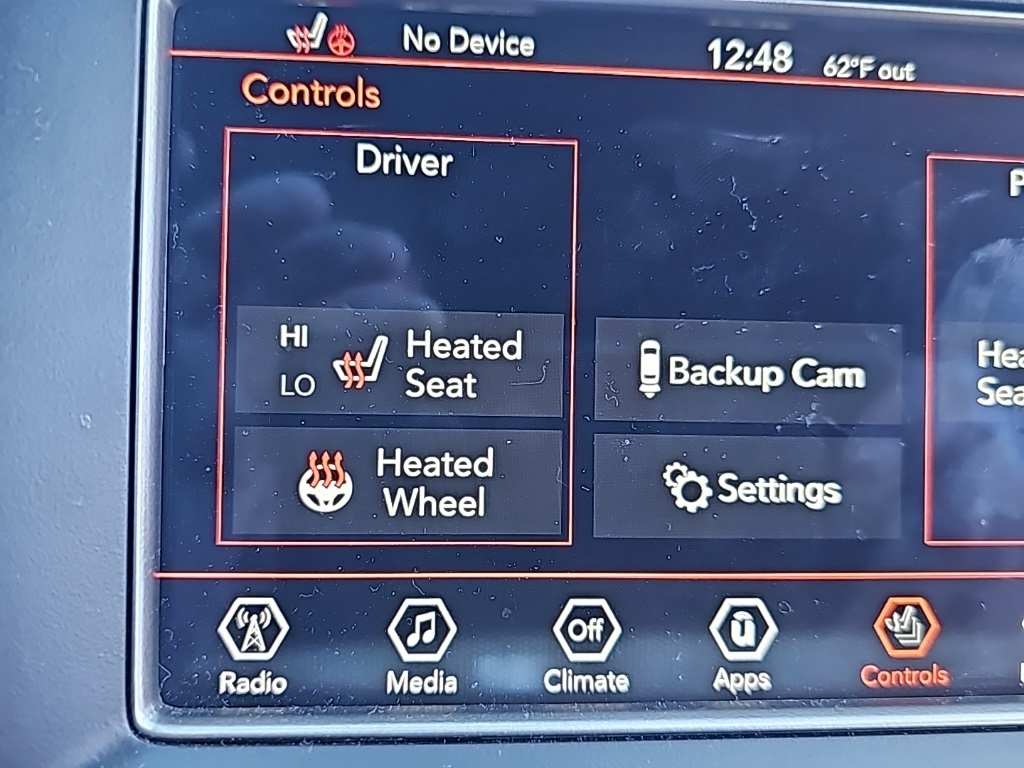 No Device
12:48
62°F out
Controls
Driver
HI
LO
Heated
Seat
Backup Cam
Heated
Wheel
Settings
Radio
Media
Off
Climate
Apps
Controls